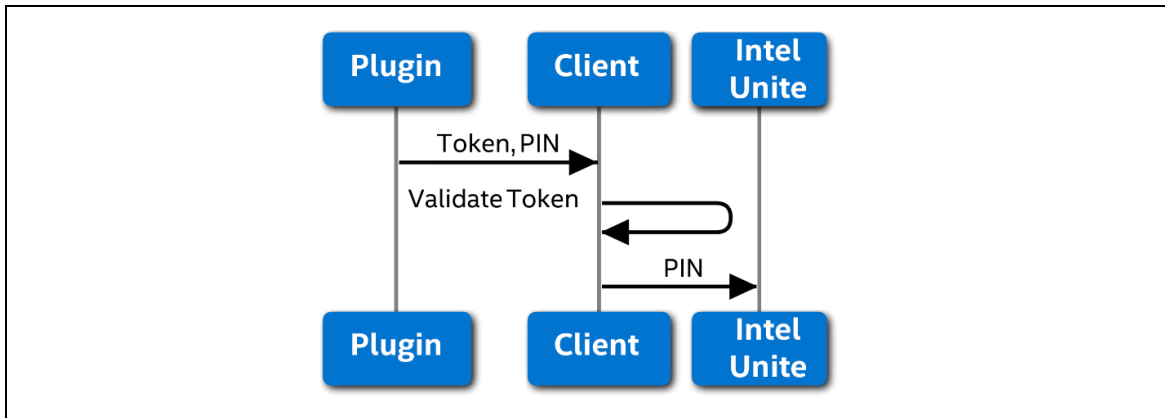 Plugin
Client
Intel
Unite
Token, PIN
Validate Token
PIN
Plugin
Client
Intel
Unite